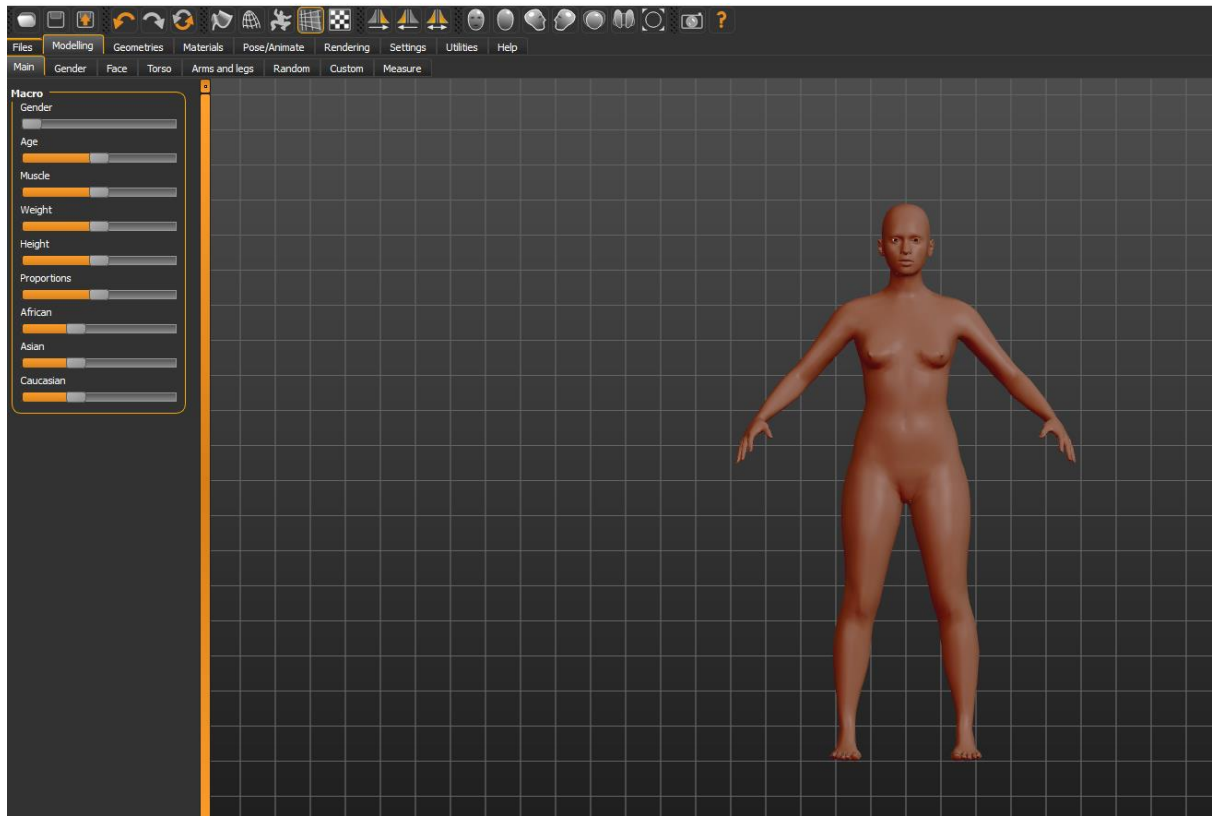 Files Modelling Geometries Materials Pose/Animate Rendering Settings Utilities Help
Main Gender Face Torso Arms and legs Random Custom Measure
Macro
Gender
Age
Muscle
Weight
Height
Proportions
African
Asian
Caucasian